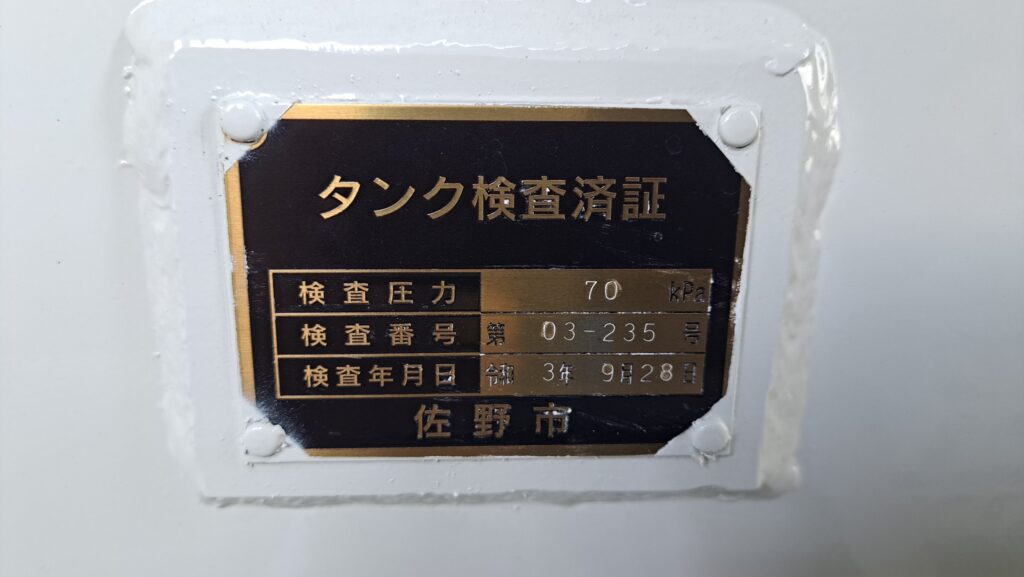 タンク検査済証
検査圧力 70 kPa
検査番号 第 03-235 号
検査年月日 令和 3年 9月28日
佐野市